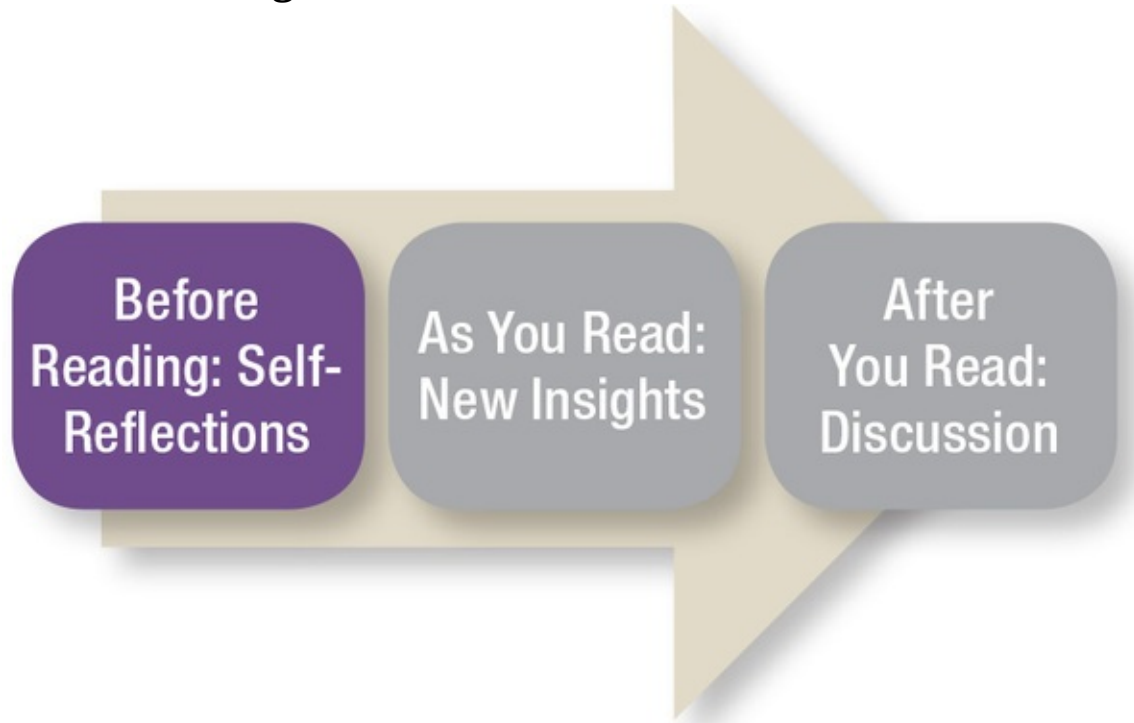 Before
Reading: Self-
Reflections
As You Read:
New Insights
After
You Read:
Discussion